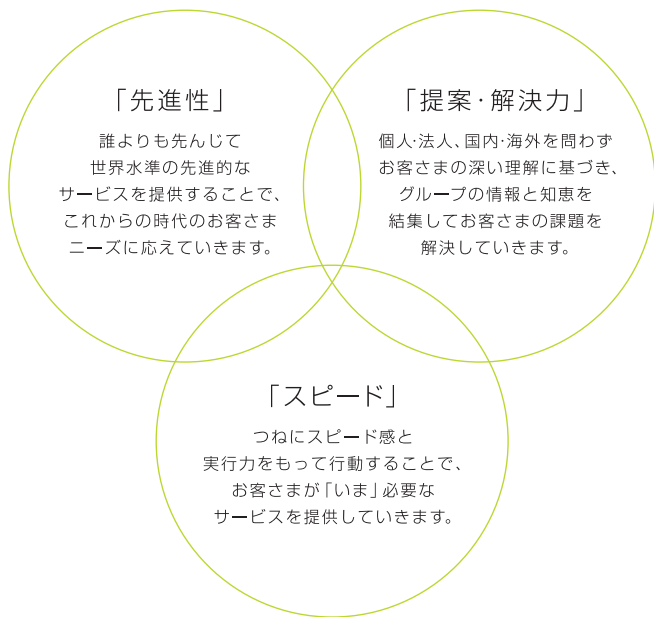 「先進性」
誰よりも先んじて
世界水準の先進的な
サービスを提供することで、
これからの時代のお客さま
ニーズに応えていきます。
「提案・解決力」
個人・法人、国内・海外を問わず
お客さまの深い理解に基づき、
グループの情報と知恵を
結集してお客さまの課題を
解決していきます。
「スピード」
つねにスピード感と
実行力をもって行動することで、
お客さまが「いま」必要な
サービスを提供していきます。